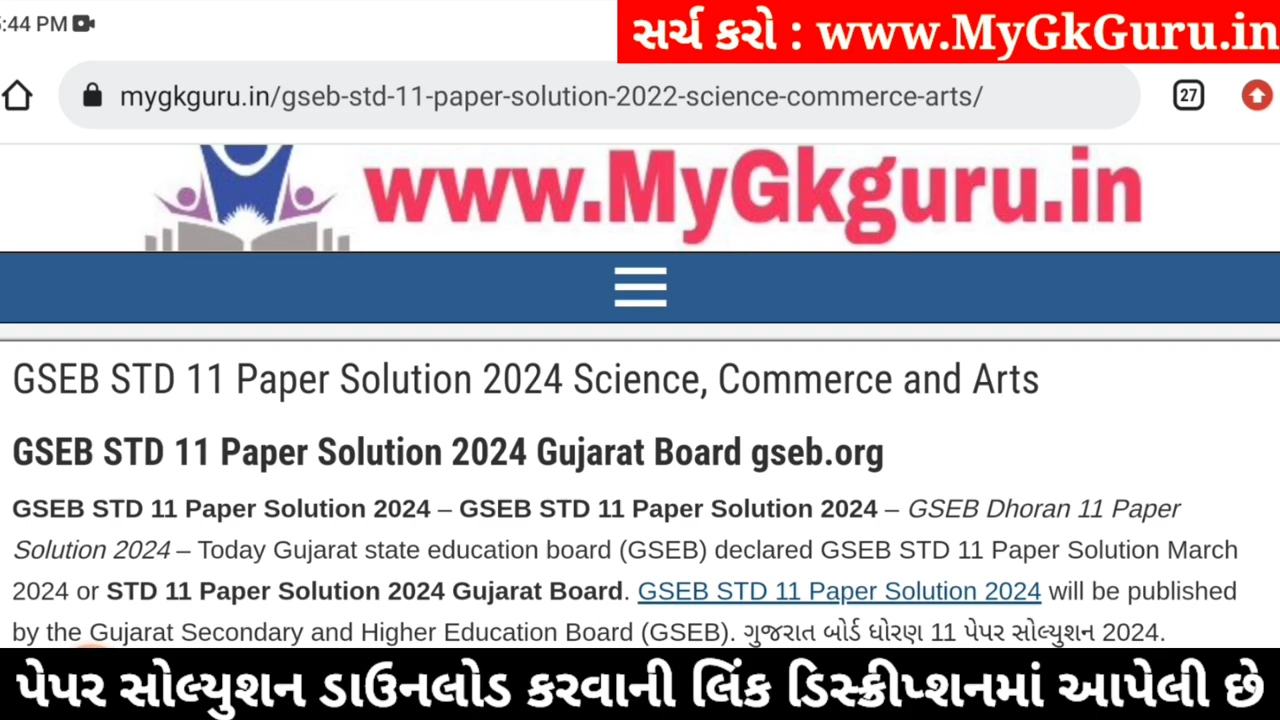 :44 PM
સર્ચ કરો : www.MyGkGuru.in
mygkguru.in/gseb-std-11-paper-solution-2022-science-commerce-arts/
27
www.MyGkguru.in
GSEB STD 11 Paper Solution 2024 Science, Commerce and Arts
GSEB STD 11 Paper Solution 2024 Gujarat Board gseb.org
GSEB STD 11 Paper Solution 2024 – GSEB STD 11 Paper Solution 2024 – GSEB Dhoran 11 Paper
Solution 2024 – Today Gujarat state education board (GSEB) declared GSEB STD 11 Paper Solution March
2024 or STD 11 Paper Solution 2024 Gujarat Board. GSEB STD 11 Paper Solution 2024 will be published
by the Gujarat Secondary and Higher Education Board (GSEB). ગુજરાત બોર્ડ ધોરણ 11 પેપર સોલ્યુશન 2024.
પેપર સોલ્યુશન ડાઉનલોડ કરવાની લિંક ડિસ્ક્રીપ્શનમાં આપેલી છે